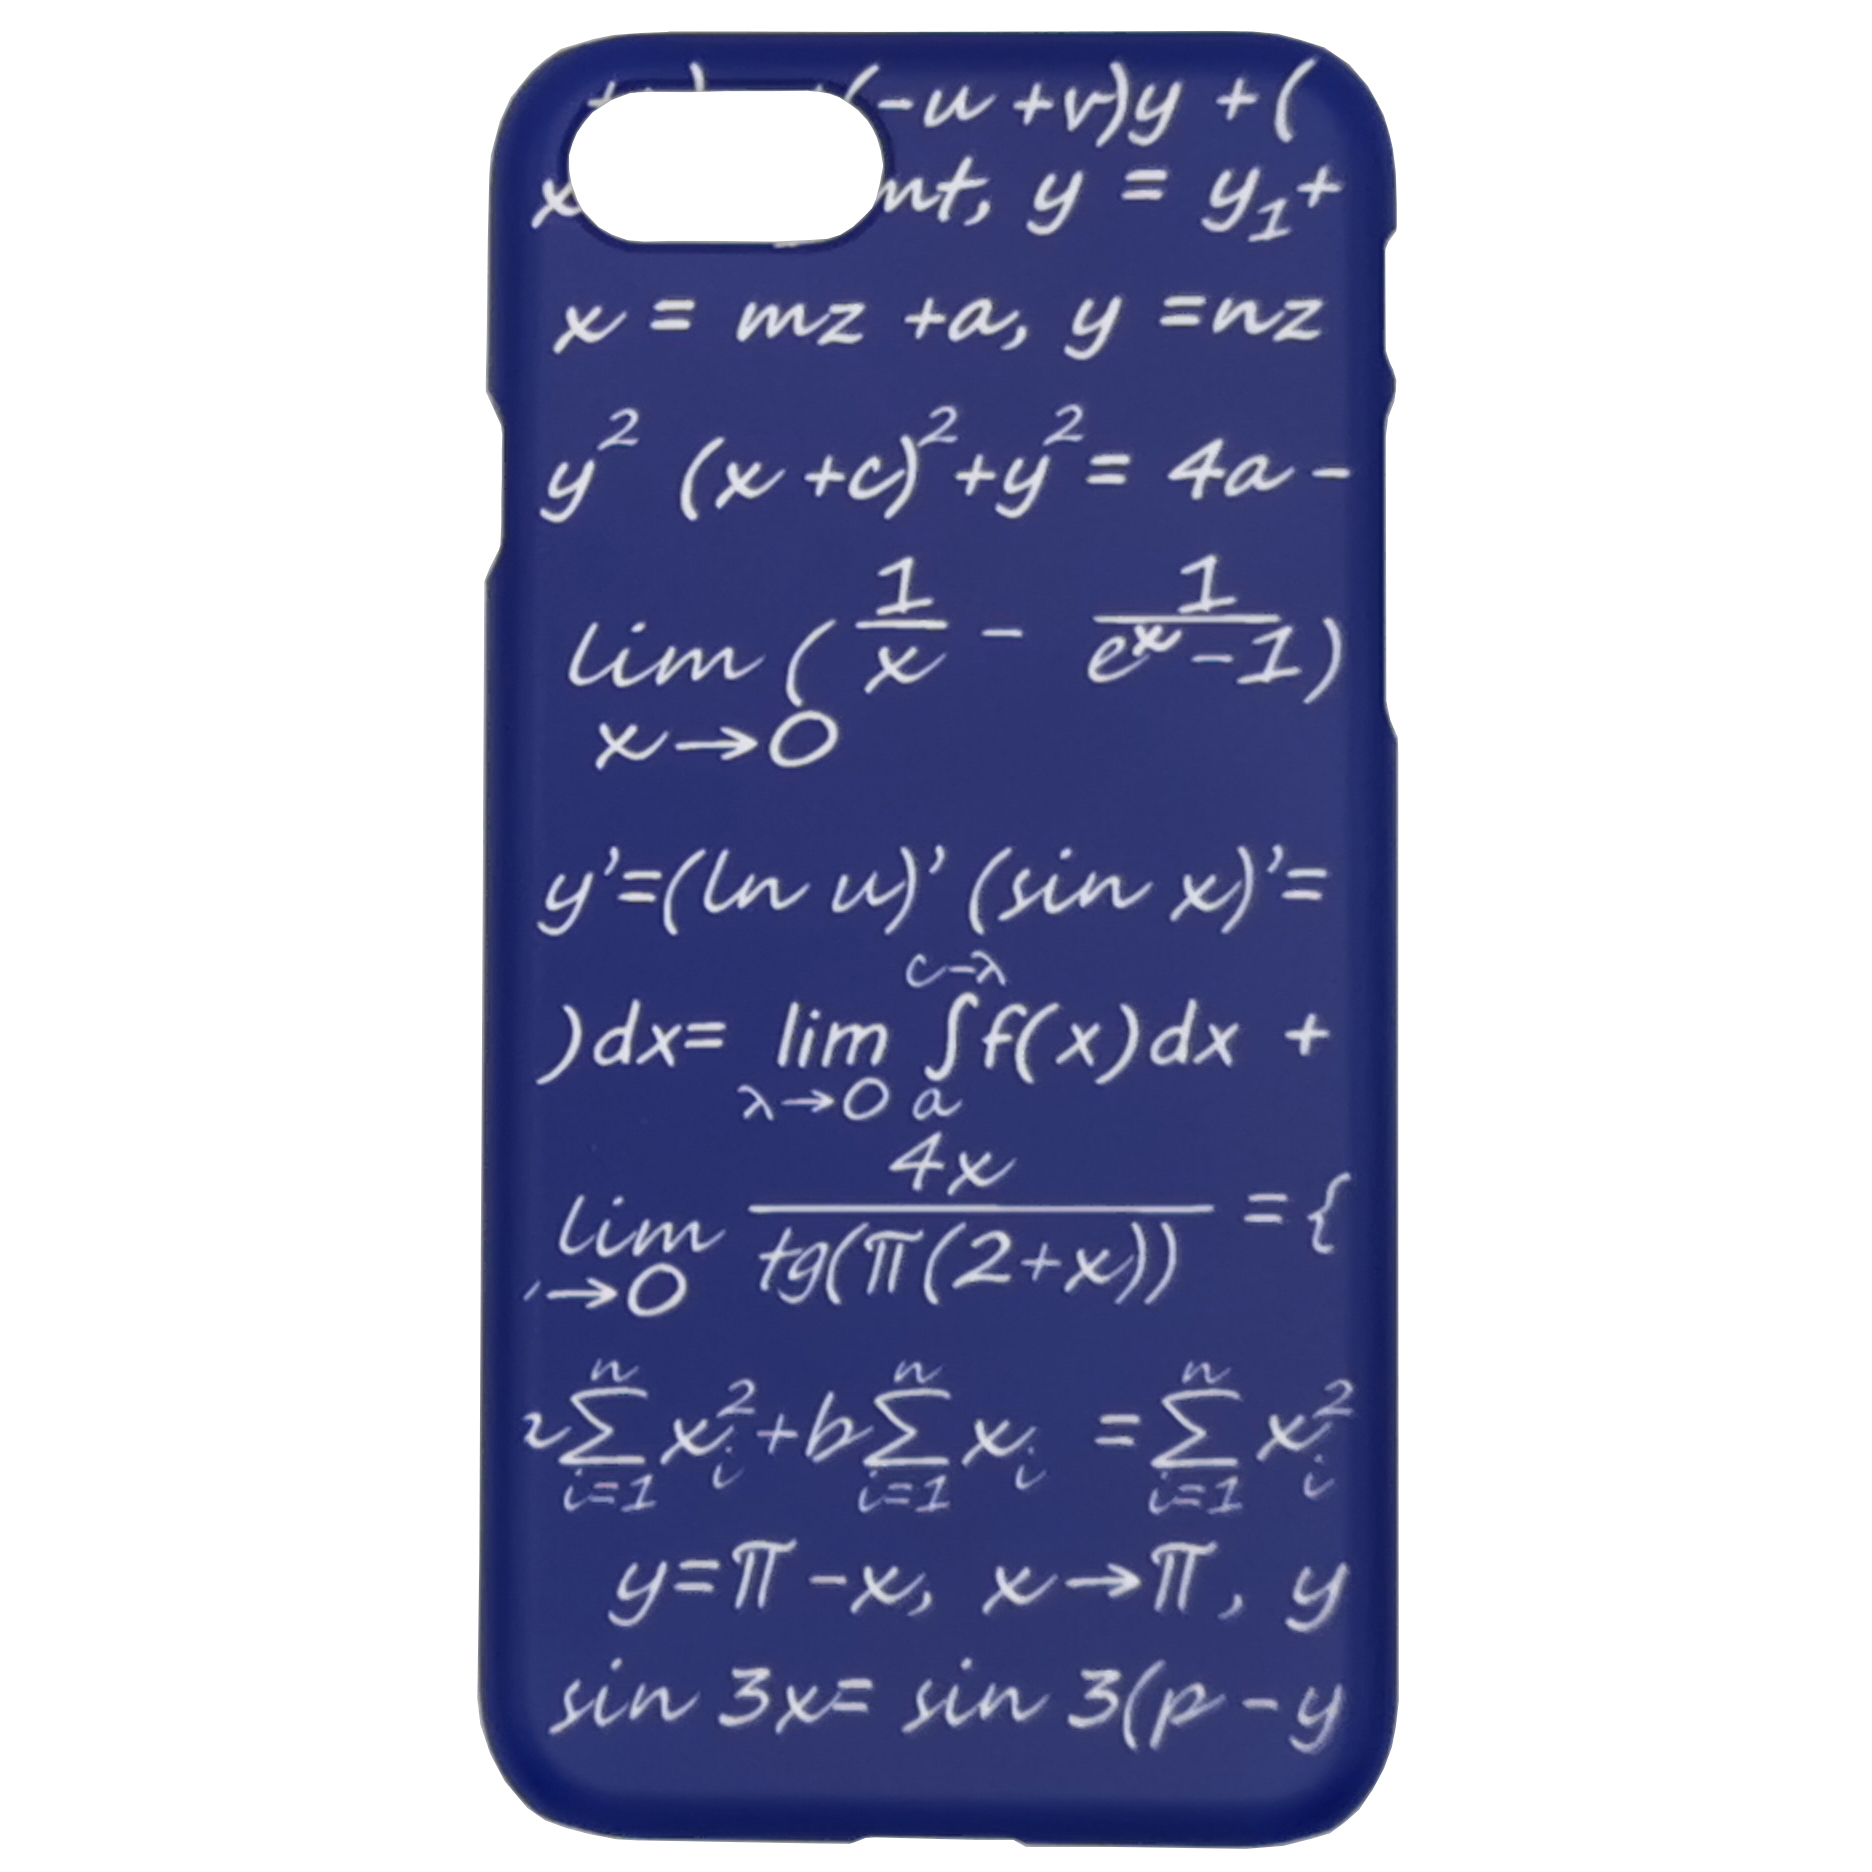 (-u +v)y +(
mt, y = y₁+
x = mz +a, y =nz
y² (x +c)²+y²= 4a -
lim (1/x - 1/(eˣ-1))
x→0
y'=(ln u)' (sin x)'=
c-λ
)dx= lim ∫f(x)dx +
λ→0 a
4x
lim ―――― = {
→0 tg(π(2+x))
n n n
∑ xᵢ²+b∑ xᵢ =∑ xᵢ²
i=1 i=1 i=1
y=π -x, x→π, y
sin 3x= sin 3(p -y